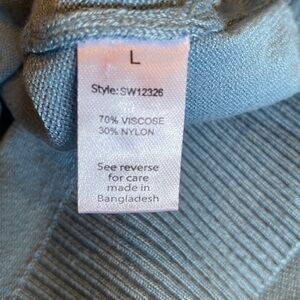 L
Style:SW12326
70% VISCOSE
30% NYLON
See reverse
for care
made in
Bangladesh